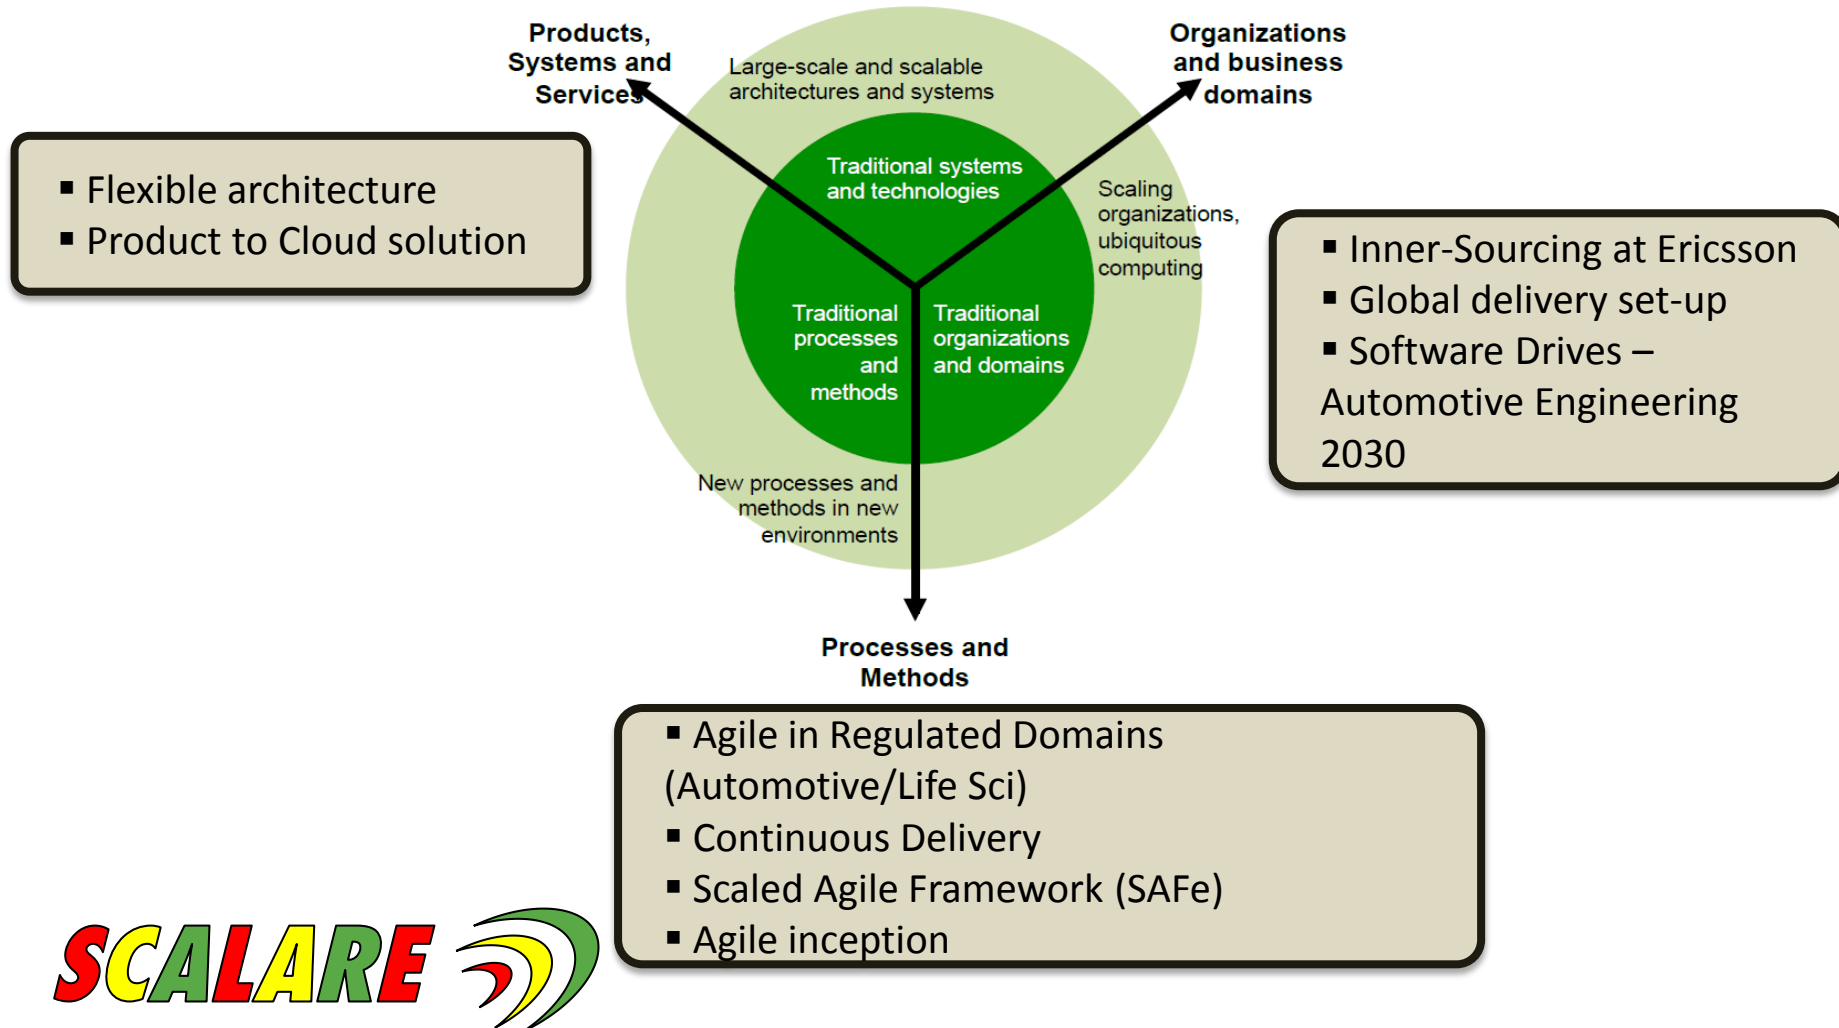 Products,
Systems and
Services
Organizations
and business
domains
Large-scale and scalable
architectures and systems
Traditional systems
and technologies
Scaling
organizations,
ubiquitous
computing
Traditional
processes
and
methods
Traditional
organizations
and domains
New processes and
methods in new
environments
Processes and
Methods
▪ Flexible architecture
▪ Product to Cloud solution
▪ Inner-Sourcing at Ericsson
▪ Global delivery set-up
▪ Software Drives –
Automotive Engineering
2030
▪ Agile in Regulated Domains
(Automotive/Life Sci)
▪ Continuous Delivery
▪ Scaled Agile Framework (SAFe)
▪ Agile inception
SCALARE